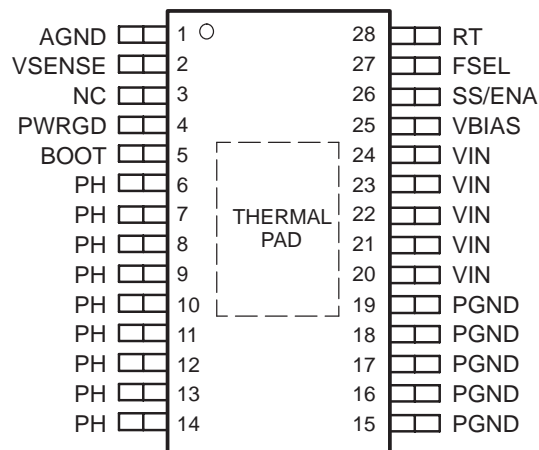 AGND 1 28 RT
VSENSE 2 27 FSEL
NC 3 26 SS/ENA
PWRGD 4 25 VBIAS
BOOT 5 24 VIN
PH 6 23 VIN
PH 7 22 VIN
PH 8 21 VIN
PH 9 20 VIN
PH 10 19 PGND
PH 11 18 PGND
PH 12 17 PGND
PH 13 16 PGND
PH 14 15 PGND
THERMAL
PAD